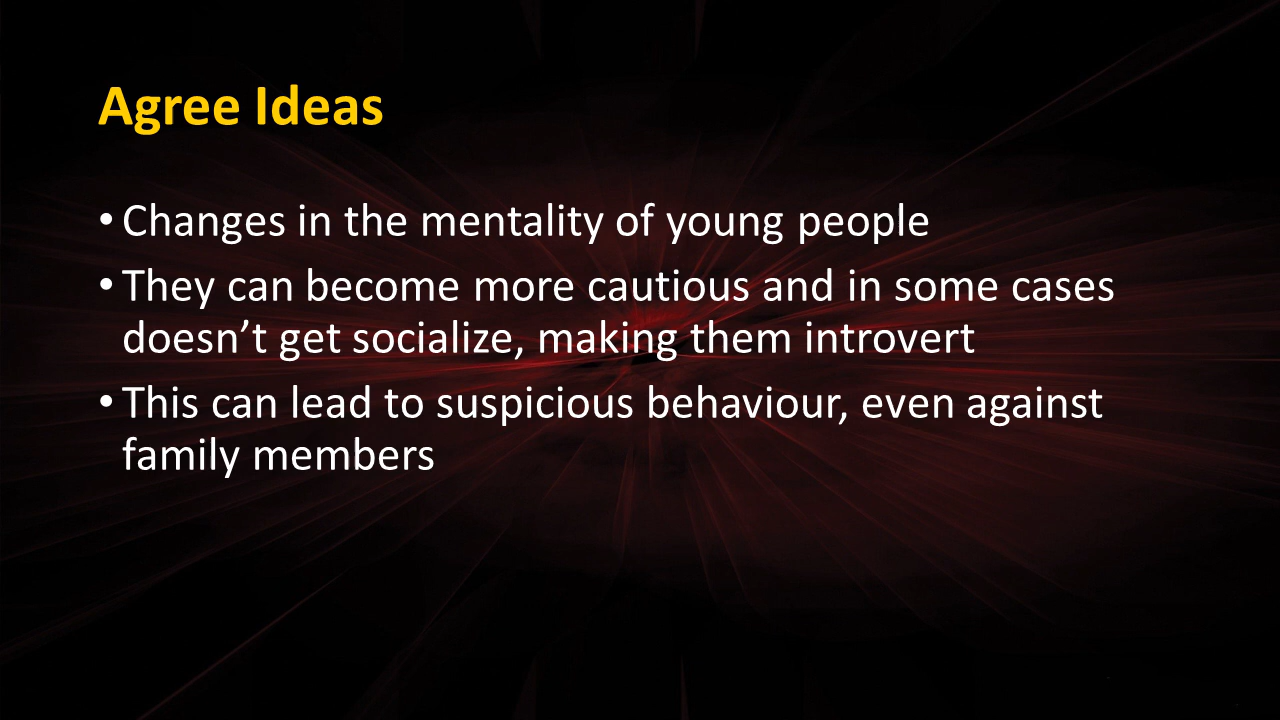 Agree Ideas
• Changes in the mentality of young people
• They can become more cautious and in some cases
doesn’t get socialize, making them introvert
• This can lead to suspicious behaviour, even against
family members